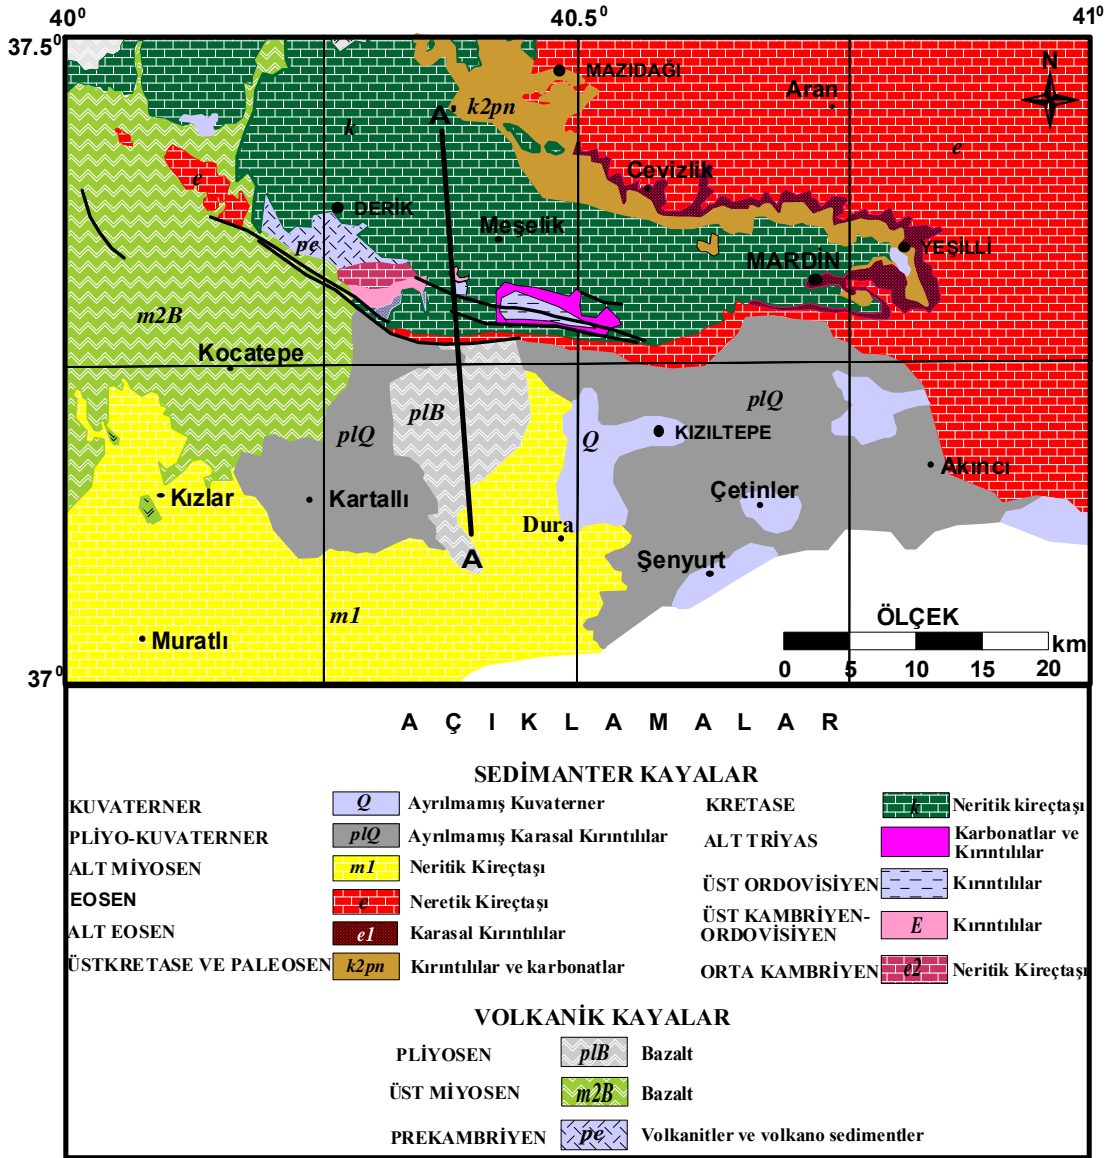 40⁰ 40.5⁰ 41⁰
37.5⁰
N
MAZIDAĞI
Aran
A k2pn
k
e
Cevizlik
e
DERİK
Meşelik
pe
YEŞİLLİ
MARDİN
m2B
Kocatepe
plB
plQ
plQ
Q
KIZILTEPE
Akıncı
Kızlar
Kartallı
Çetinler
Dura
A
Şenyurt
m1
ÖLÇEK
Muratlı
km
0 5 10 15 20
37⁰
A Ç I K L A M A L A R
SEDİMANTER KAYALAR
KUVATERNER Q Ayrılmamış Kuvaterner
PLİYO-KUVATERNER plQ Ayrılmamış Karasal Kırıntılılar
ALT MİYOSEN m1 Neritik Kireçtaşı
EOSEN e Neretik Kireçtaşı
ALT EOSEN e1 Karasal Kırıntılılar
ÜSTKRETASE VE PALEOSEN k2pn Kırıntılılar ve karbonatlar
KRETASE k Neritik kireçtaşı
ALT TRİYAS Karbonatlar ve
Kırıntılılar
ÜST ORDOVİSİYEN Kırıntılılar
ÜST KAMBRİYEN-
ORDOVİSİYEN E Kırıntılılar
ORTA KAMBRİYEN e2 Neritik Kireçtaşı
VOLKANİK KAYALAR
PLİYOSEN plB Bazalt
ÜST MİYOSEN m2B Bazalt
PREKAMBRİYEN pe Volkanitler ve volkano sedimentler